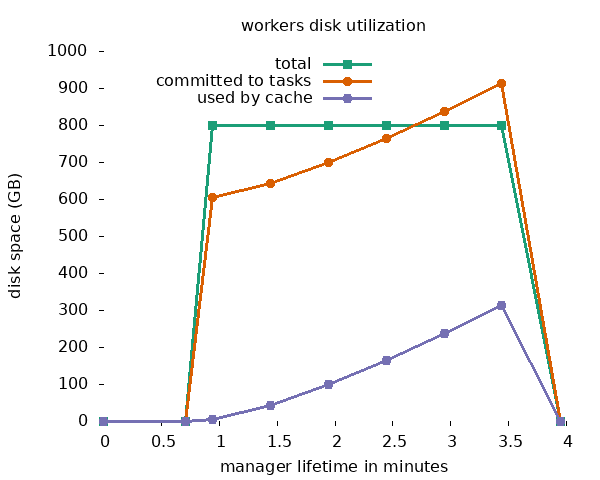 workers disk utilization
total
committed to tasks
used by cache
1000
900
800
700
600
500
400
300
200
100
0
disk space (GB)
0 0.5 1 1.5 2 2.5 3 3.5 4
manager lifetime in minutes